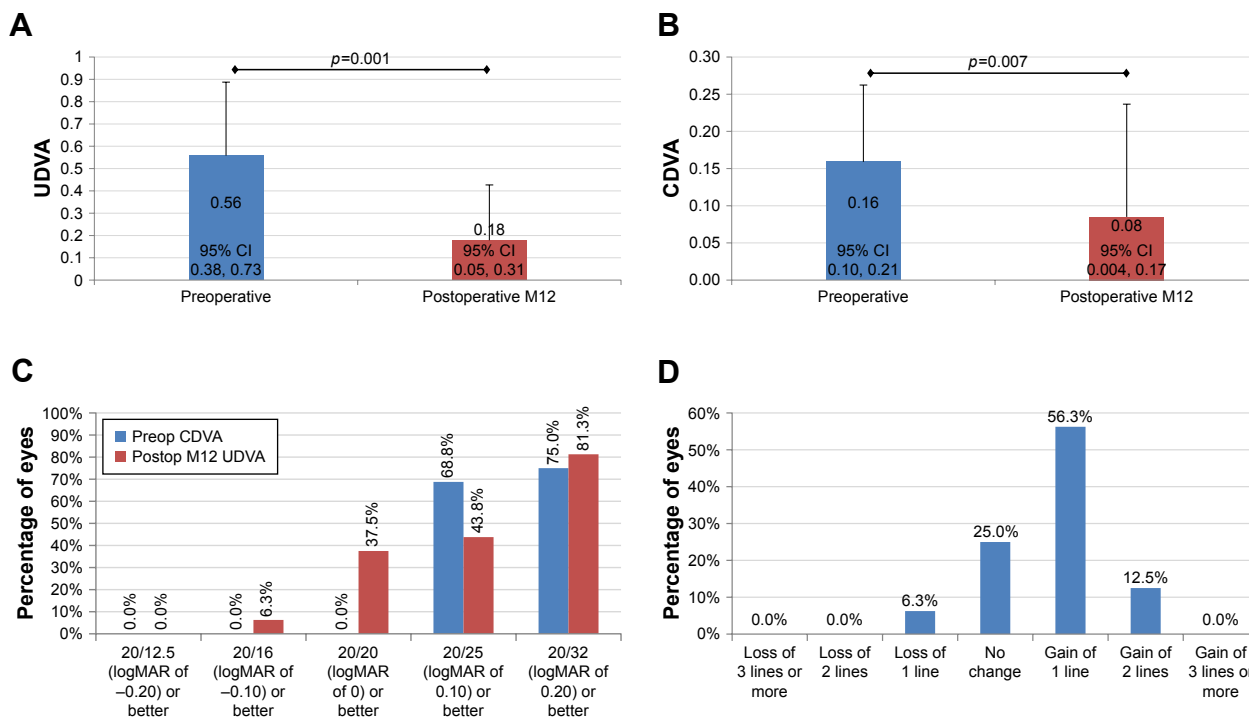 A
p=0.001
UDVA
1
0.9
0.8
0.7
0.6
0.5
0.4
0.3
0.2
0.1
0
0.56
95% CI
0.38, 0.73
0.18
95% CI
0.05, 0.31
Preoperative
Postoperative M12
B
p=0.007
CDVA
0.30
0.25
0.20
0.15
0.10
0.05
0.00
0.16
95% CI
0.10, 0.21
0.08
95% CI
0.004, 0.17
Preoperative
Postoperative M12
C
Percentage of eyes
100%
90%
80%
70%
60%
50%
40%
30%
20%
10%
0%
Preop CDVA
Postop M12 UDVA
0.0%
0.0%
0.0%
6.3%
0.0%
37.5%
68.8%
43.8%
75.0%
81.3%
20/12.5
(logMAR of
–0.20) or
better
20/16
(logMAR of
–0.10) or
better
20/20
(logMAR
of 0) or
better
20/25
(logMAR of
0.10) or
better
20/32
(logMAR of
0.20) or
better
D
Percentage of eyes
60%
50%
40%
30%
20%
10%
0%
0.0%
0.0%
6.3%
25.0%
56.3%
12.5%
0.0%
Loss of
3 lines or
more
Loss of
2 lines
Loss of
1 line
No
change
Gain of
1 line
Gain of
2 lines
Gain of
3 lines or
more